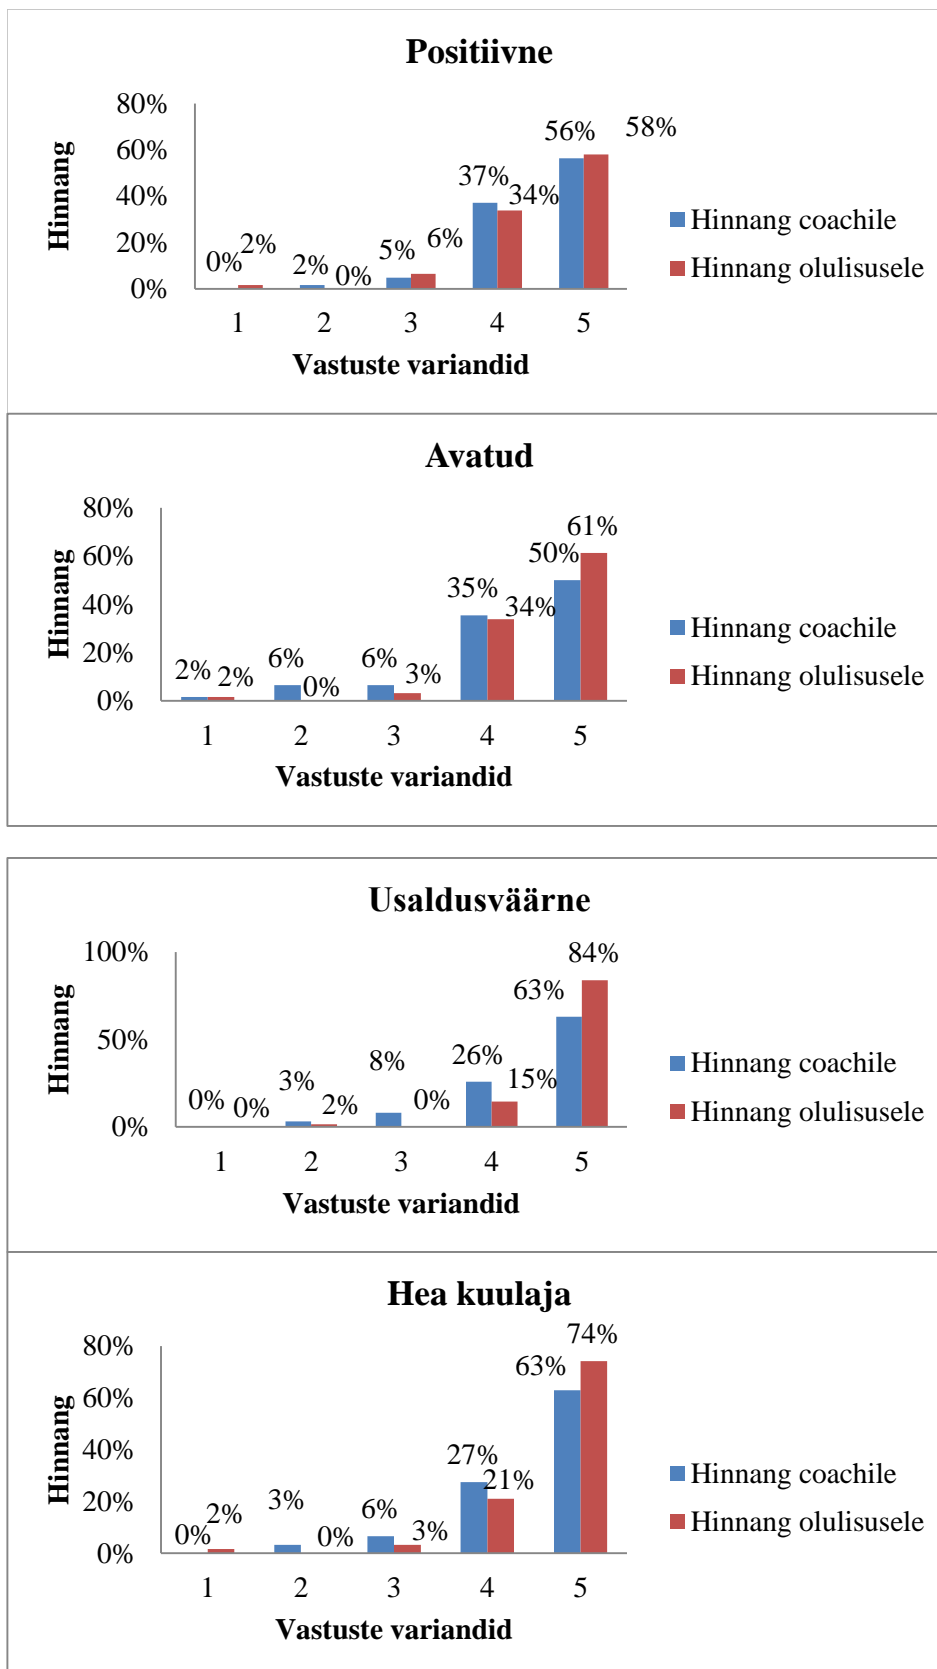 Positiivne
80%
60%
40%
20%
0%
Hinnang
0%
2%
2%
0%
5%
6%
37%
34%
56%
58%
1 2 3 4 5
Vastuste variandid
Hinnang coachile
Hinnang olulisusele
Avatud
80%
60%
40%
20%
0%
Hinnang
2%
2%
6%
0%
6%
3%
35%
34%
50%
61%
1 2 3 4 5
Vastuste variandid
Hinnang coachile
Hinnang olulisusele
Usaldusväärne
100%
50%
0%
Hinnang
0%
0%
3%
2%
8%
0%
26%
15%
63%
84%
1 2 3 4 5
Vastuste variandid
Hinnang coachile
Hinnang olulisusele
Hea kuulaja
80%
60%
40%
20%
0%
Hinnang
0%
2%
3%
0%
6%
3%
27%
21%
63%
74%
1 2 3 4 5
Vastuste variandid
Hinnang coachile
Hinnang olulisusele